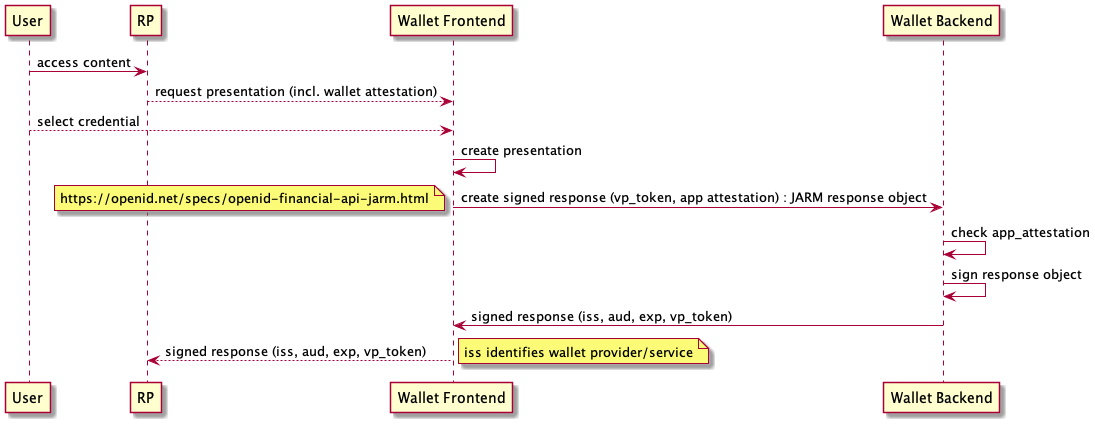 User
RP
Wallet Frontend
Wallet Backend
access content
request presentation (incl. wallet attestation)
select credential
create presentation
https://openid.net/specs/openid-financial-api-jarm.html
create signed response (vp_token, app attestation) : JARM response object
check app_attestation
sign response object
signed response (iss, aud, exp, vp_token)
signed response (iss, aud, exp, vp_token)
iss identifies wallet provider/service
User
RP
Wallet Frontend
Wallet Backend